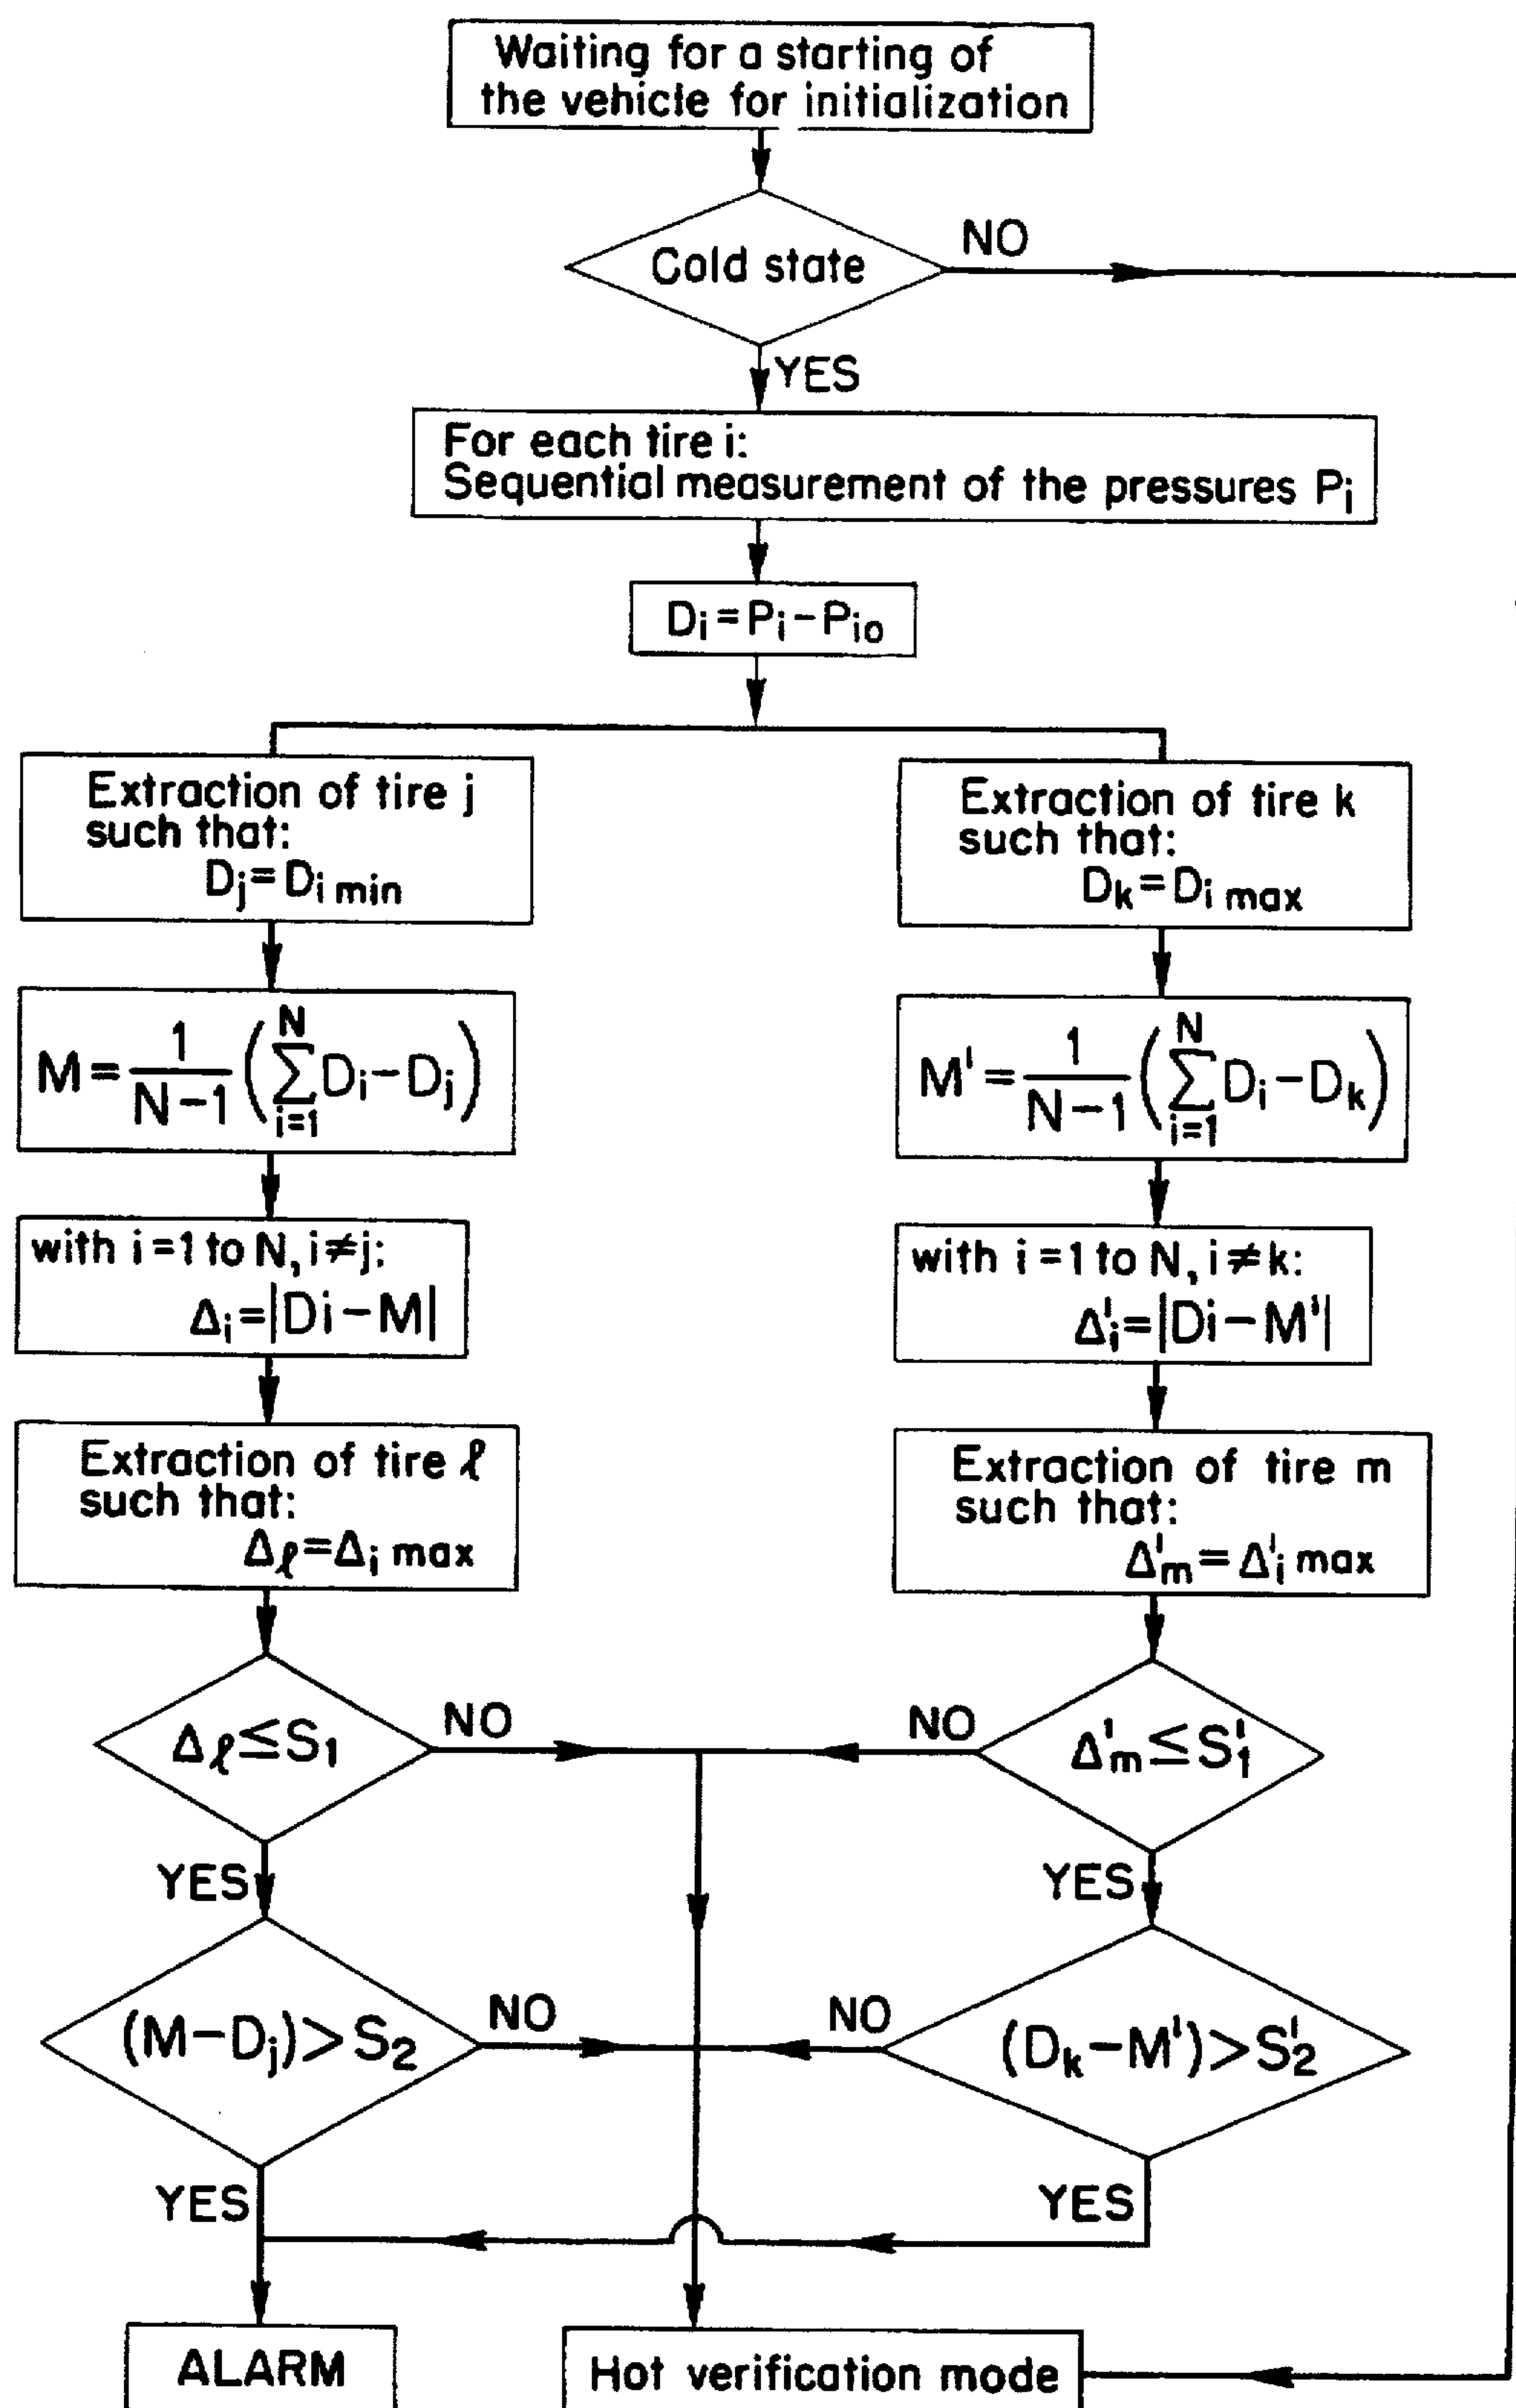 Waiting for a starting of
the vehicle for initialization
Cold state
NO
YES
For each tire i:
Sequential measurement of the pressures Pi
Di=Pi−Pio
Extraction of tire j
such that:
Dj=Di min
Extraction of tire k
such that:
Dk=Di max
M=1/(N−1) (∑_{i=1}^{N} Di−Dj)
M'=1/(N−1) (∑_{i=1}^{N} Di−Dk)
with i=1 to N, i≠j:
Δi=|Di−M|
with i=1 to N, i≠k:
Δ'i=|Di−M'|
Extraction of tire ℓ
such that:
Δℓ=Δi max
Extraction of tire m
such that:
Δ'm=Δ'i max
Δℓ≤S1
NO
NO
Δ'm≤S'1
YES
YES
(M−Dj)>S2
NO
NO
(Dk−M')>S'2
YES
YES
ALARM
Hot verification mode